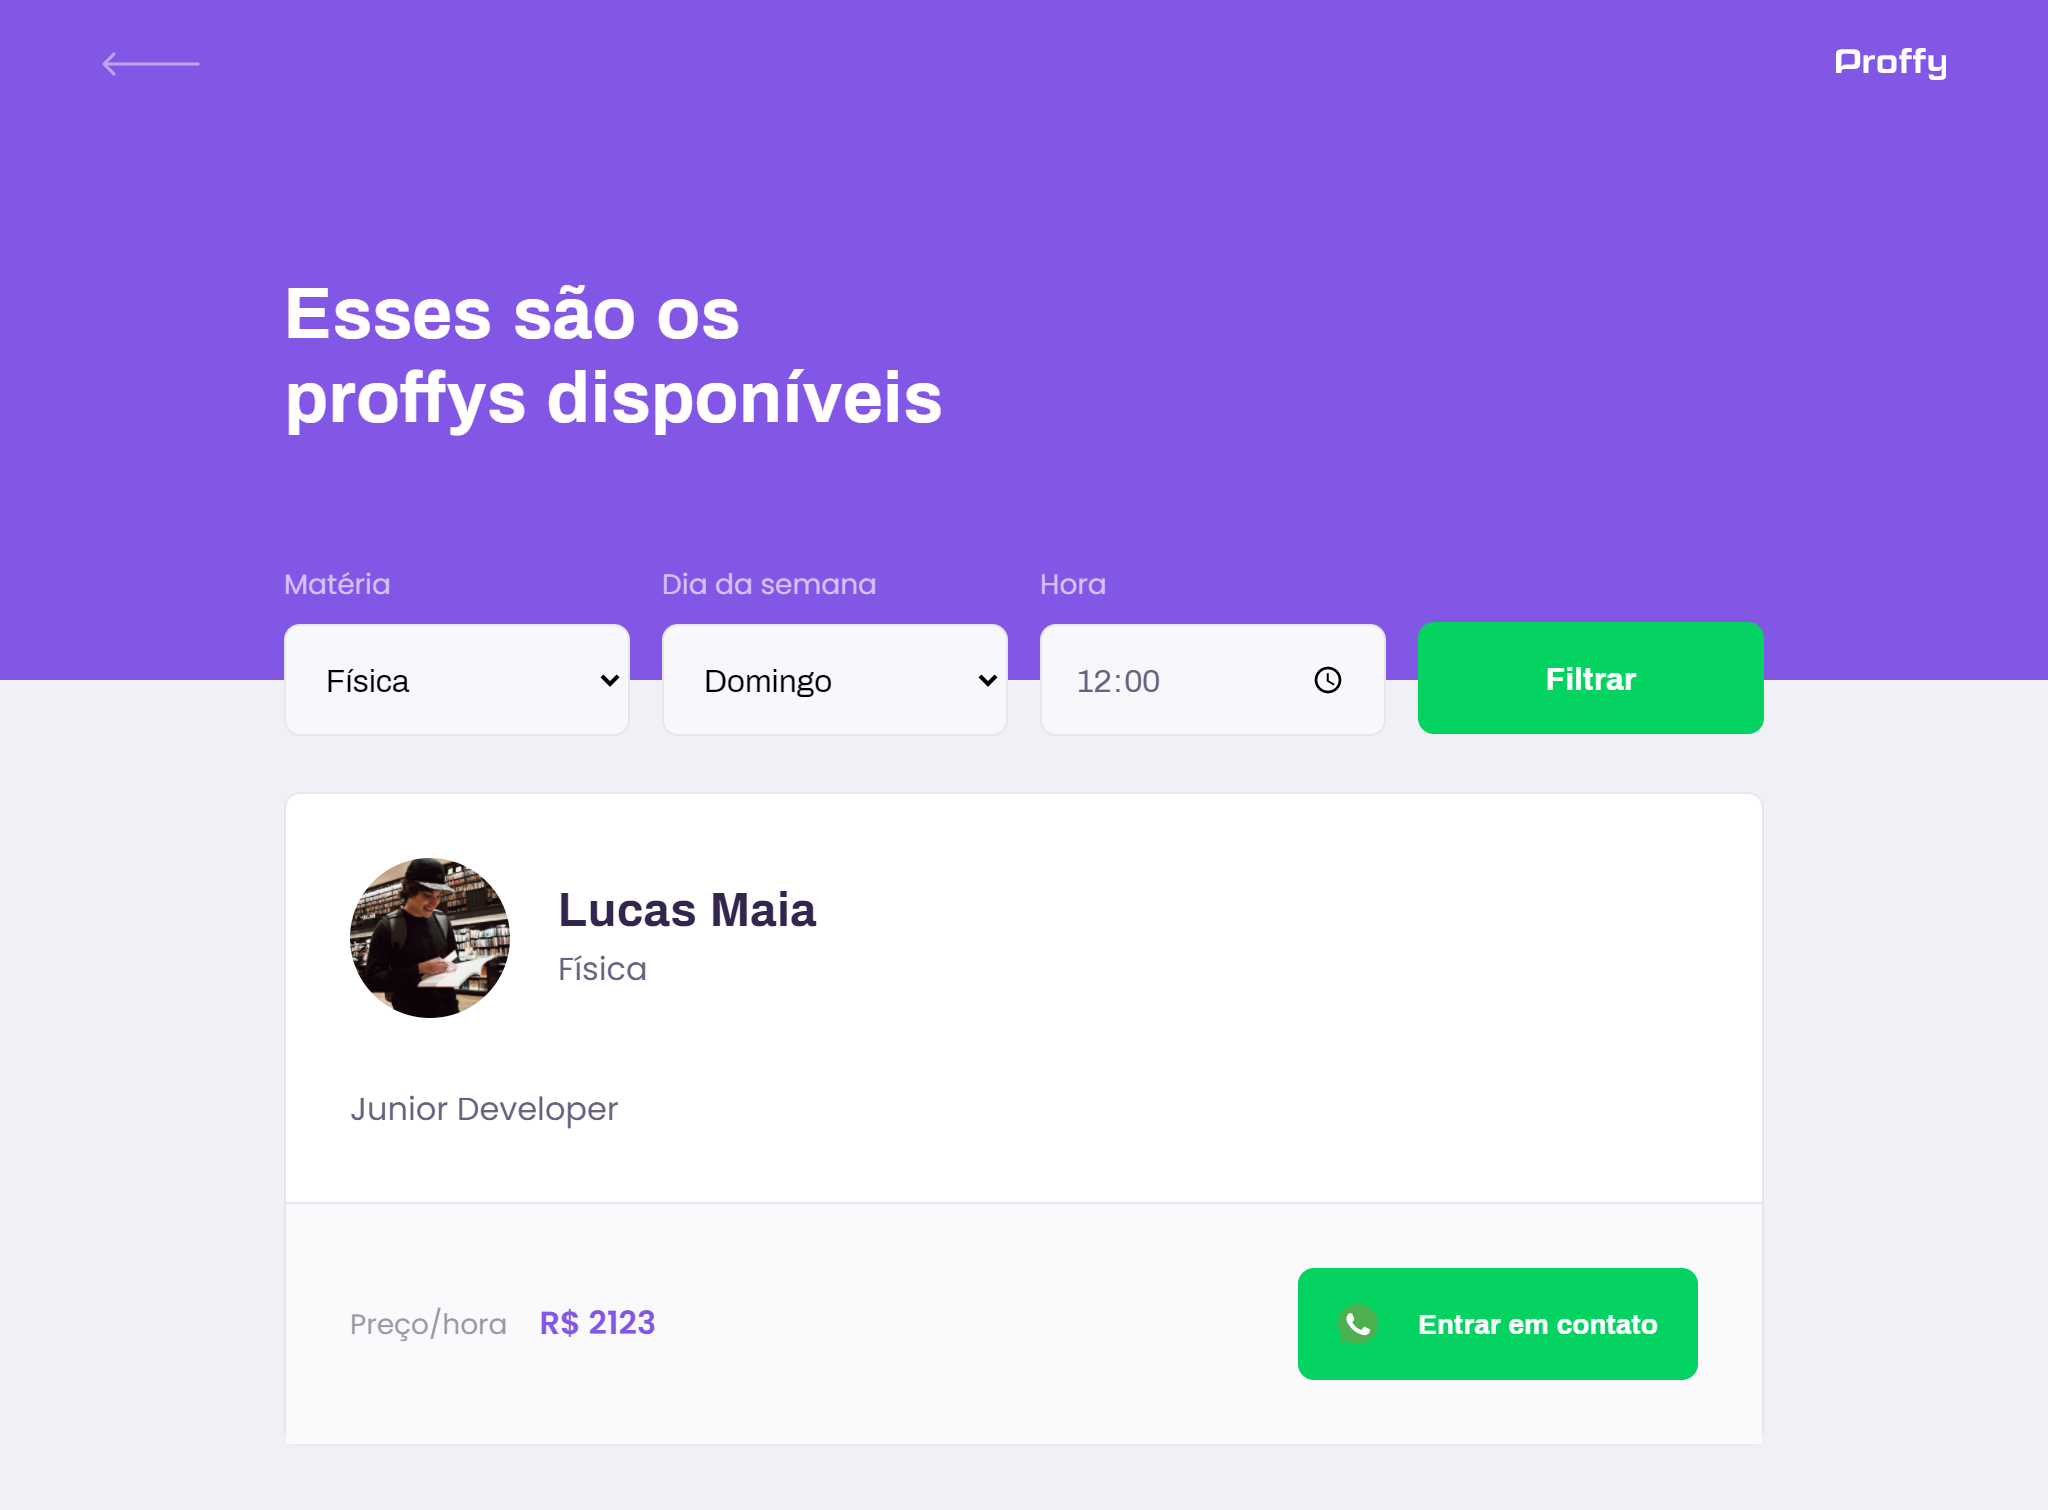 Proffy
Esses são os
proffys disponíveis
Matéria
Dia da semana
Hora
Física
Domingo
12:00
Filtrar
Lucas Maia
Física
Junior Developer
Preço/hora R$ 2123
Entrar em contato